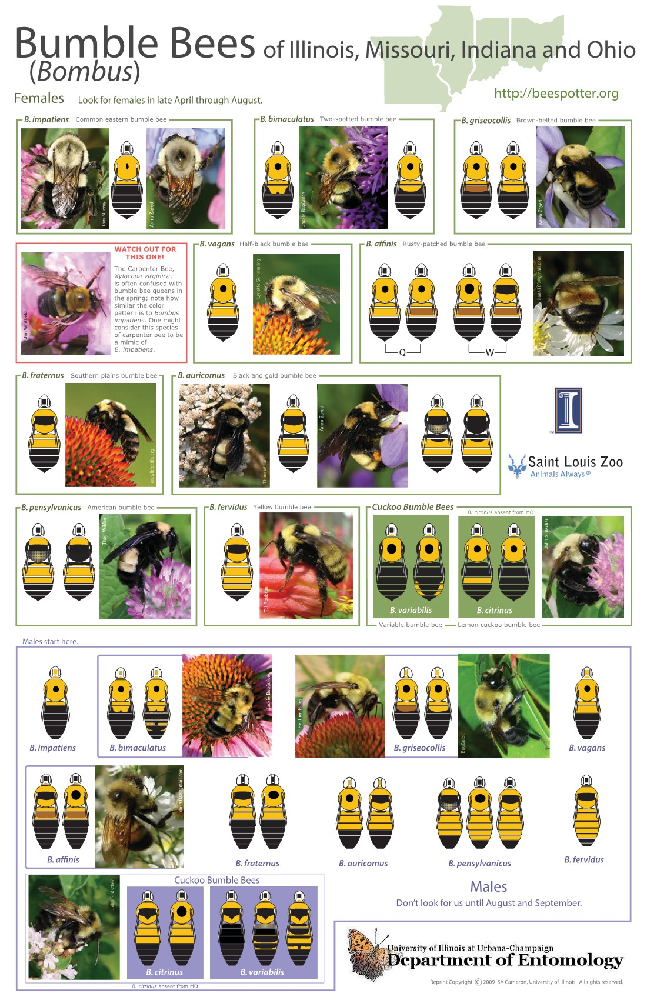 Bumble Bees of Illinois, Missouri, Indiana and Ohio
(Bombus)
Females Look for females in late April through August.
http://beespotter.org
B. impatiens Common eastern bumble bee
Tom Murray
Amro Zayed
B. bimaculatus Two-spotted bumble bee
Jackie BugGuide
B. griseocollis Brown-belted bumble bee
Amro Zayed
Jim Whitfield
WATCH OUT FOR
THIS ONE!
The Carpenter Bee,
Xylocopa virginica,
is often confused with
bumble bee queens in
the spring; note how
similar the color
pattern is to Bombus
impatiens. One might
consider this species
of carpenter bee to be
a mimic of
B. impatiens.
B. vagans Half-black bumble bee
Lynette Schimming
B. affinis Rusty-patched bumble bee
Q
W
ilona100@gmail.com
B. fraternus Southern plains bumble bee
en.wikipedia.org
B. auricomus Black and gold bumble bee
Thom Wilson
Amro Zayed
I
TM
Saint Louis Zoo
Animals Always®
B. pensylvanicus American bumble bee
Thom Wilson
B. fervidus Yellow bumble bee
Tai Roulston
Cuckoo Bumble Bees
B. citrinus absent from MO
B. variabilis
B. citrinus
John S. Ascher
Variable bumble bee
Lemon cuckoo bumble bee
Males start here.
B. impatiens
B. bimaculatus
Jackie BugGuide
Heather Hines
B. griseocollis
BugGuide
B. vagans
B. affinis
ilona100@gmail.com
B. fraternus
B. auricomus
B. pensylvanicus
B. fervidus
Cuckoo Bumble Bees
John S. Ascher
B. citrinus
B. variabilis
B. citrinus absent from MO
Males
Don't look for us until August and September.
University of Illinois at Urbana-Champaign
Department of Entomology
Reprint Copyright © 2009 SA Cameron, University of Illinois. All rights reserved.